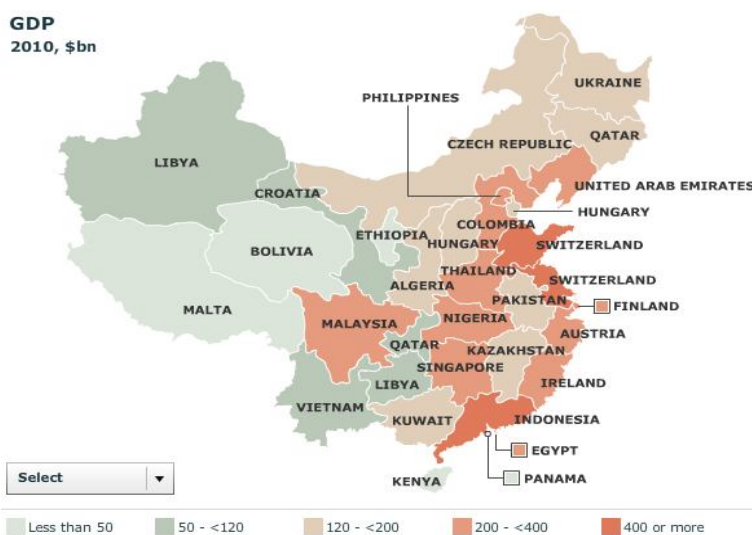 GDP
2010, $bn
UKRAINE
PHILIPPINES
QATAR
CZECH REPUBLIC
LIBYA
UNITED ARAB EMIRATES
CROATIA
HUNGARY
COLOMBIA
ETHIOPIA
HUNGARY
SWITZERLAND
BOLIVIA
THAILAND
SWITZERLAND
ALGERIA
PAKISTAN
FINLAND
MALTA
MALAYSIA
NIGERIA
AUSTRIA
QATAR
KAZAKHSTAN
SINGAPORE
LIBYA
IRELAND
VIETNAM
KUWAIT
INDONESIA
EGYPT
Select
KENYA
PANAMA
Less than 50
50 - <120
120 - <200
200 - <400
400 or more